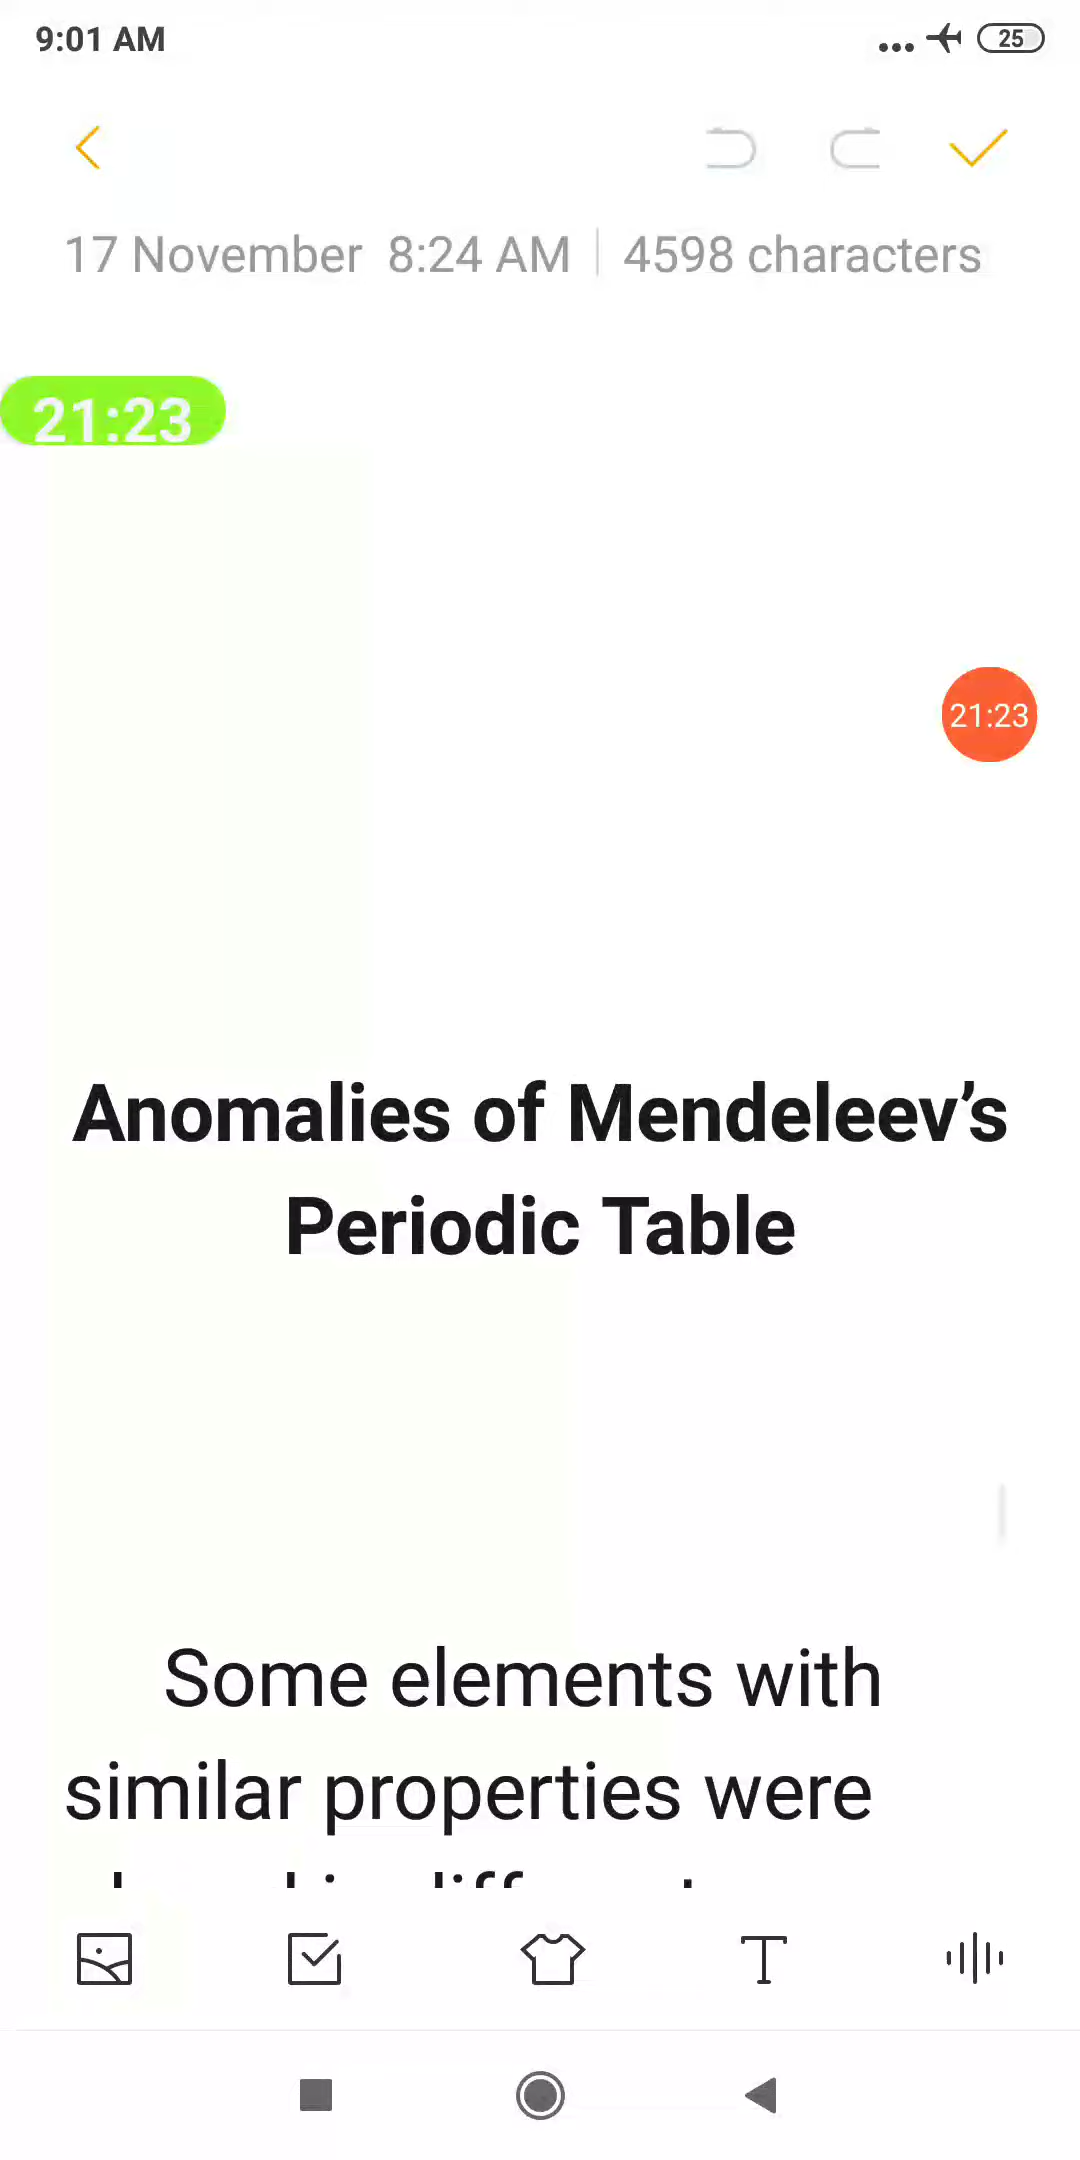 9:01 AM
25
17 November 8:24 AM | 4598 characters
21:23
21:23
Anomalies of Mendeleev’s
Periodic Table
Some elements with
similar properties were